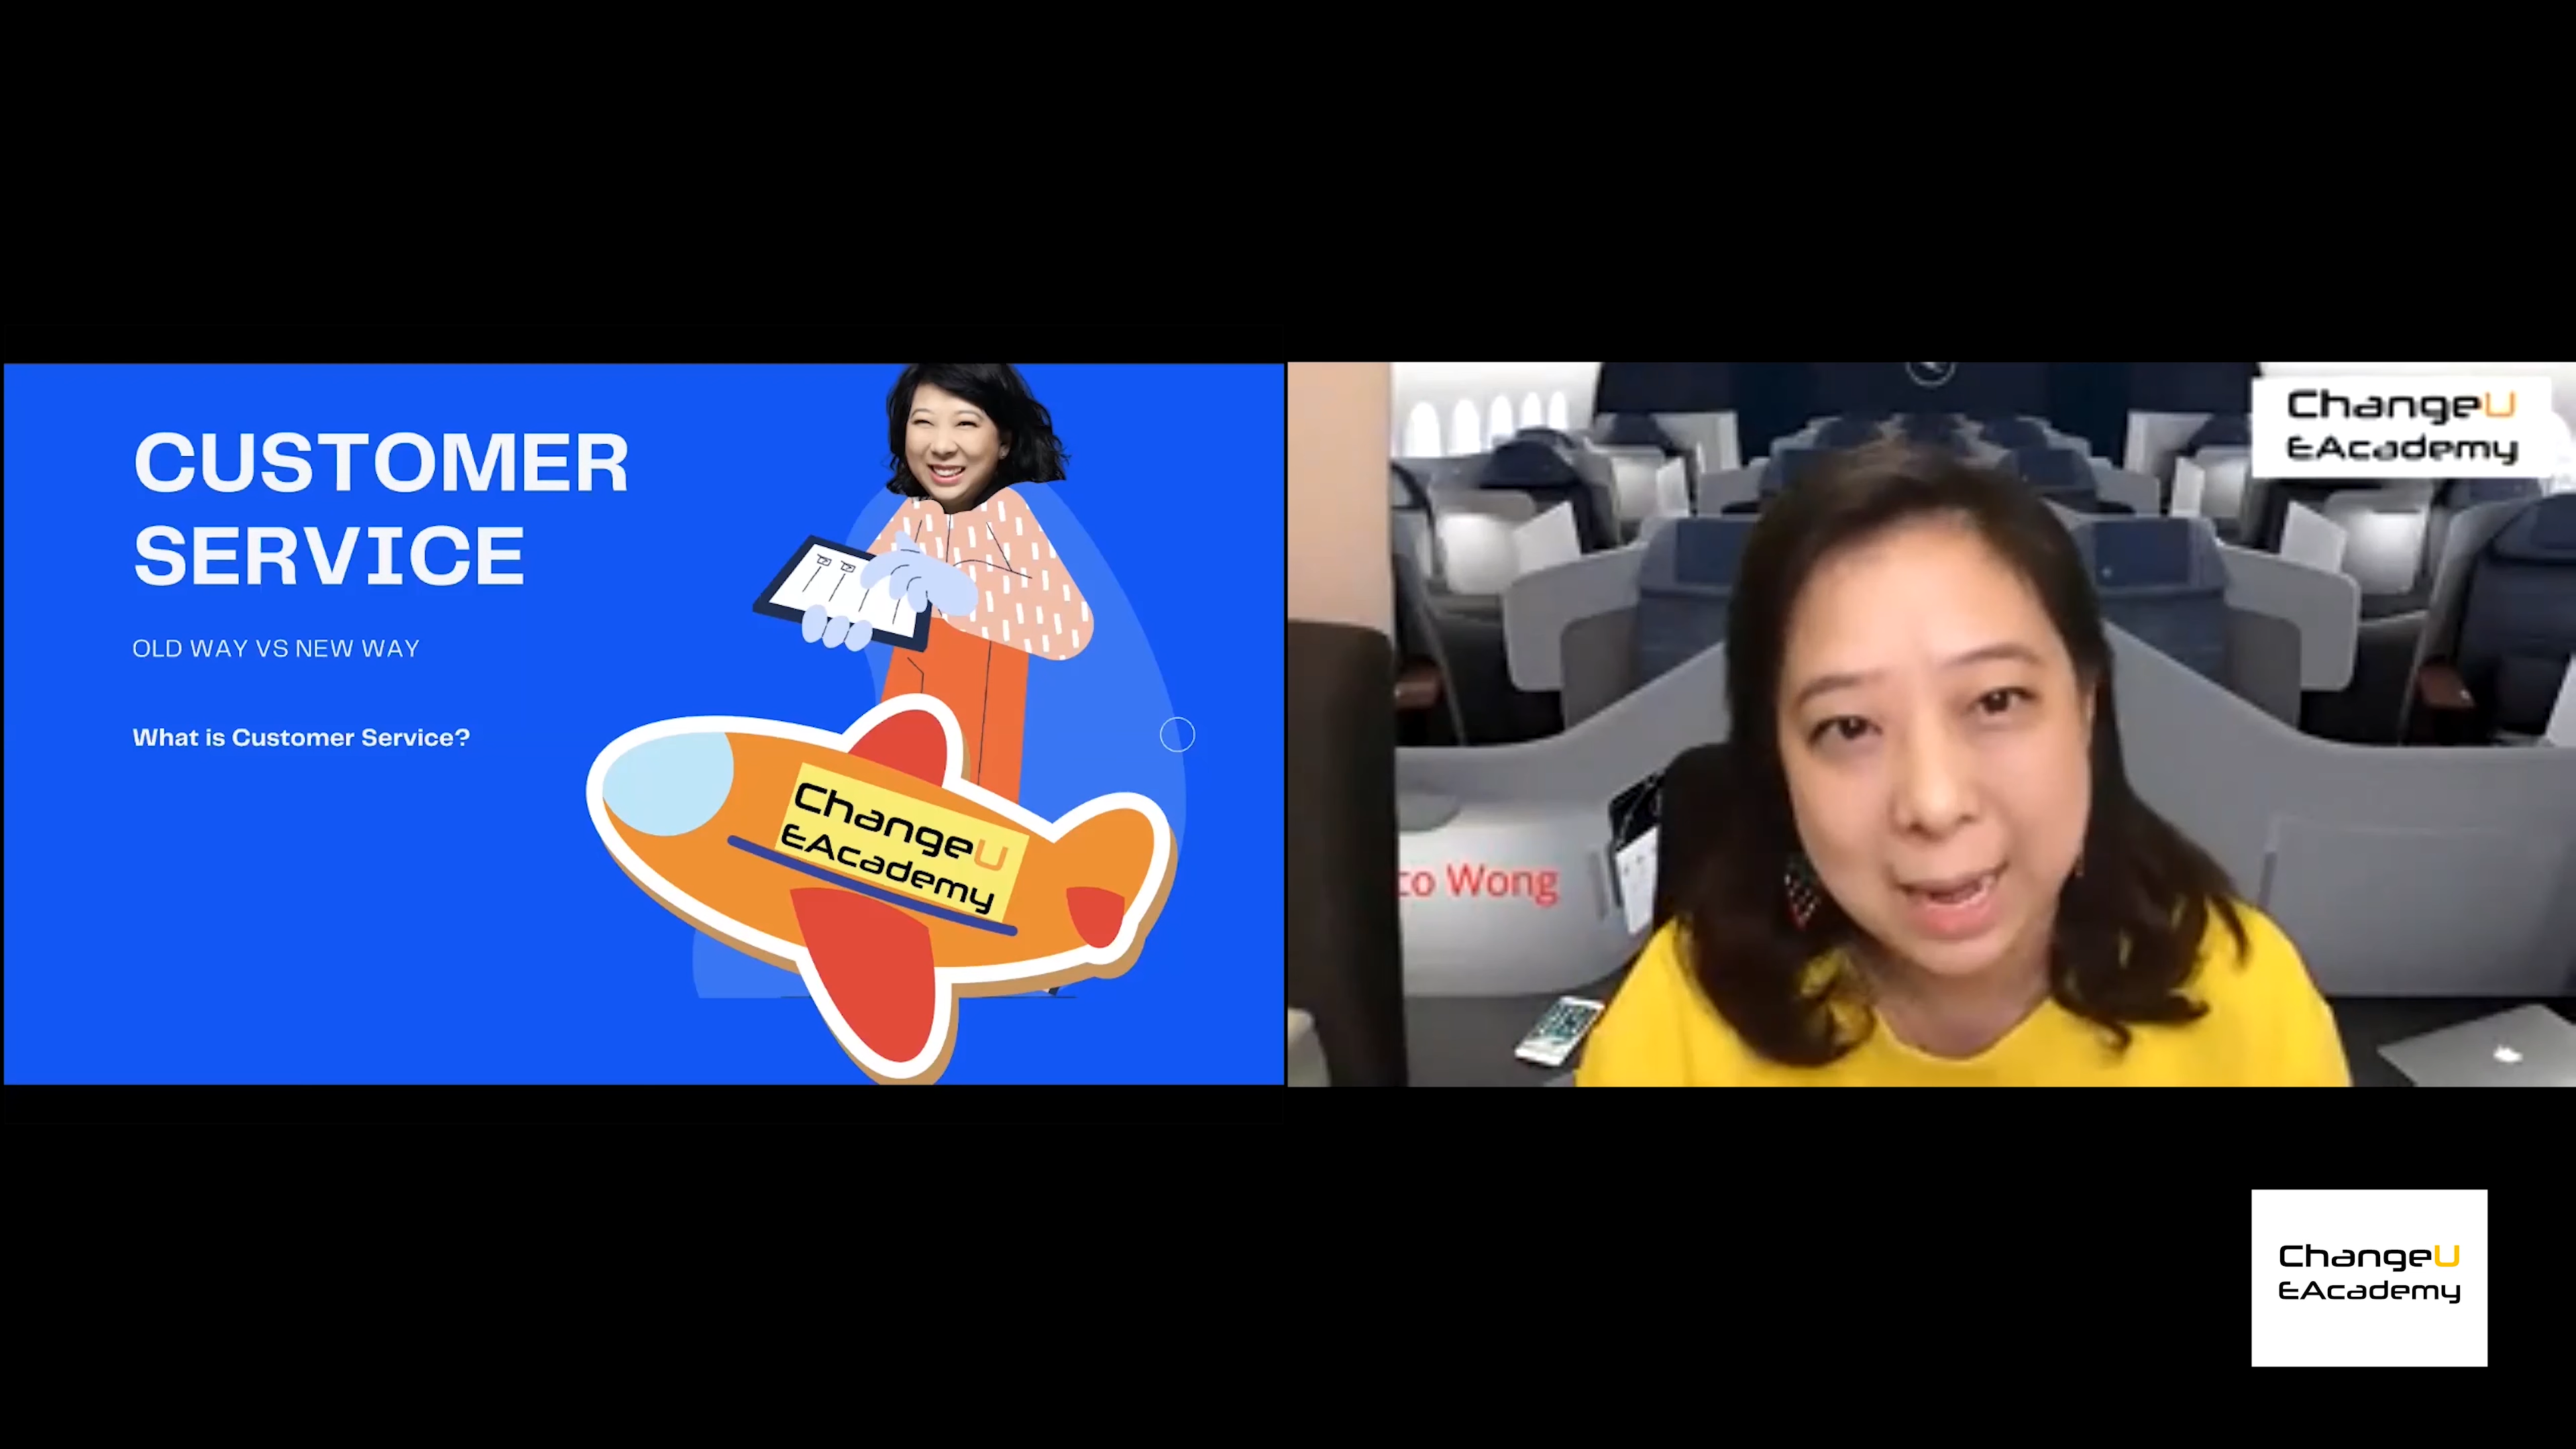 CUSTOMER
SERVICE
OLD WAY VS NEW WAY
What is Customer Service?
ChangeU
EAcademy
ChangeU
EAcademy
co Wong
ChangeU
EAcademy